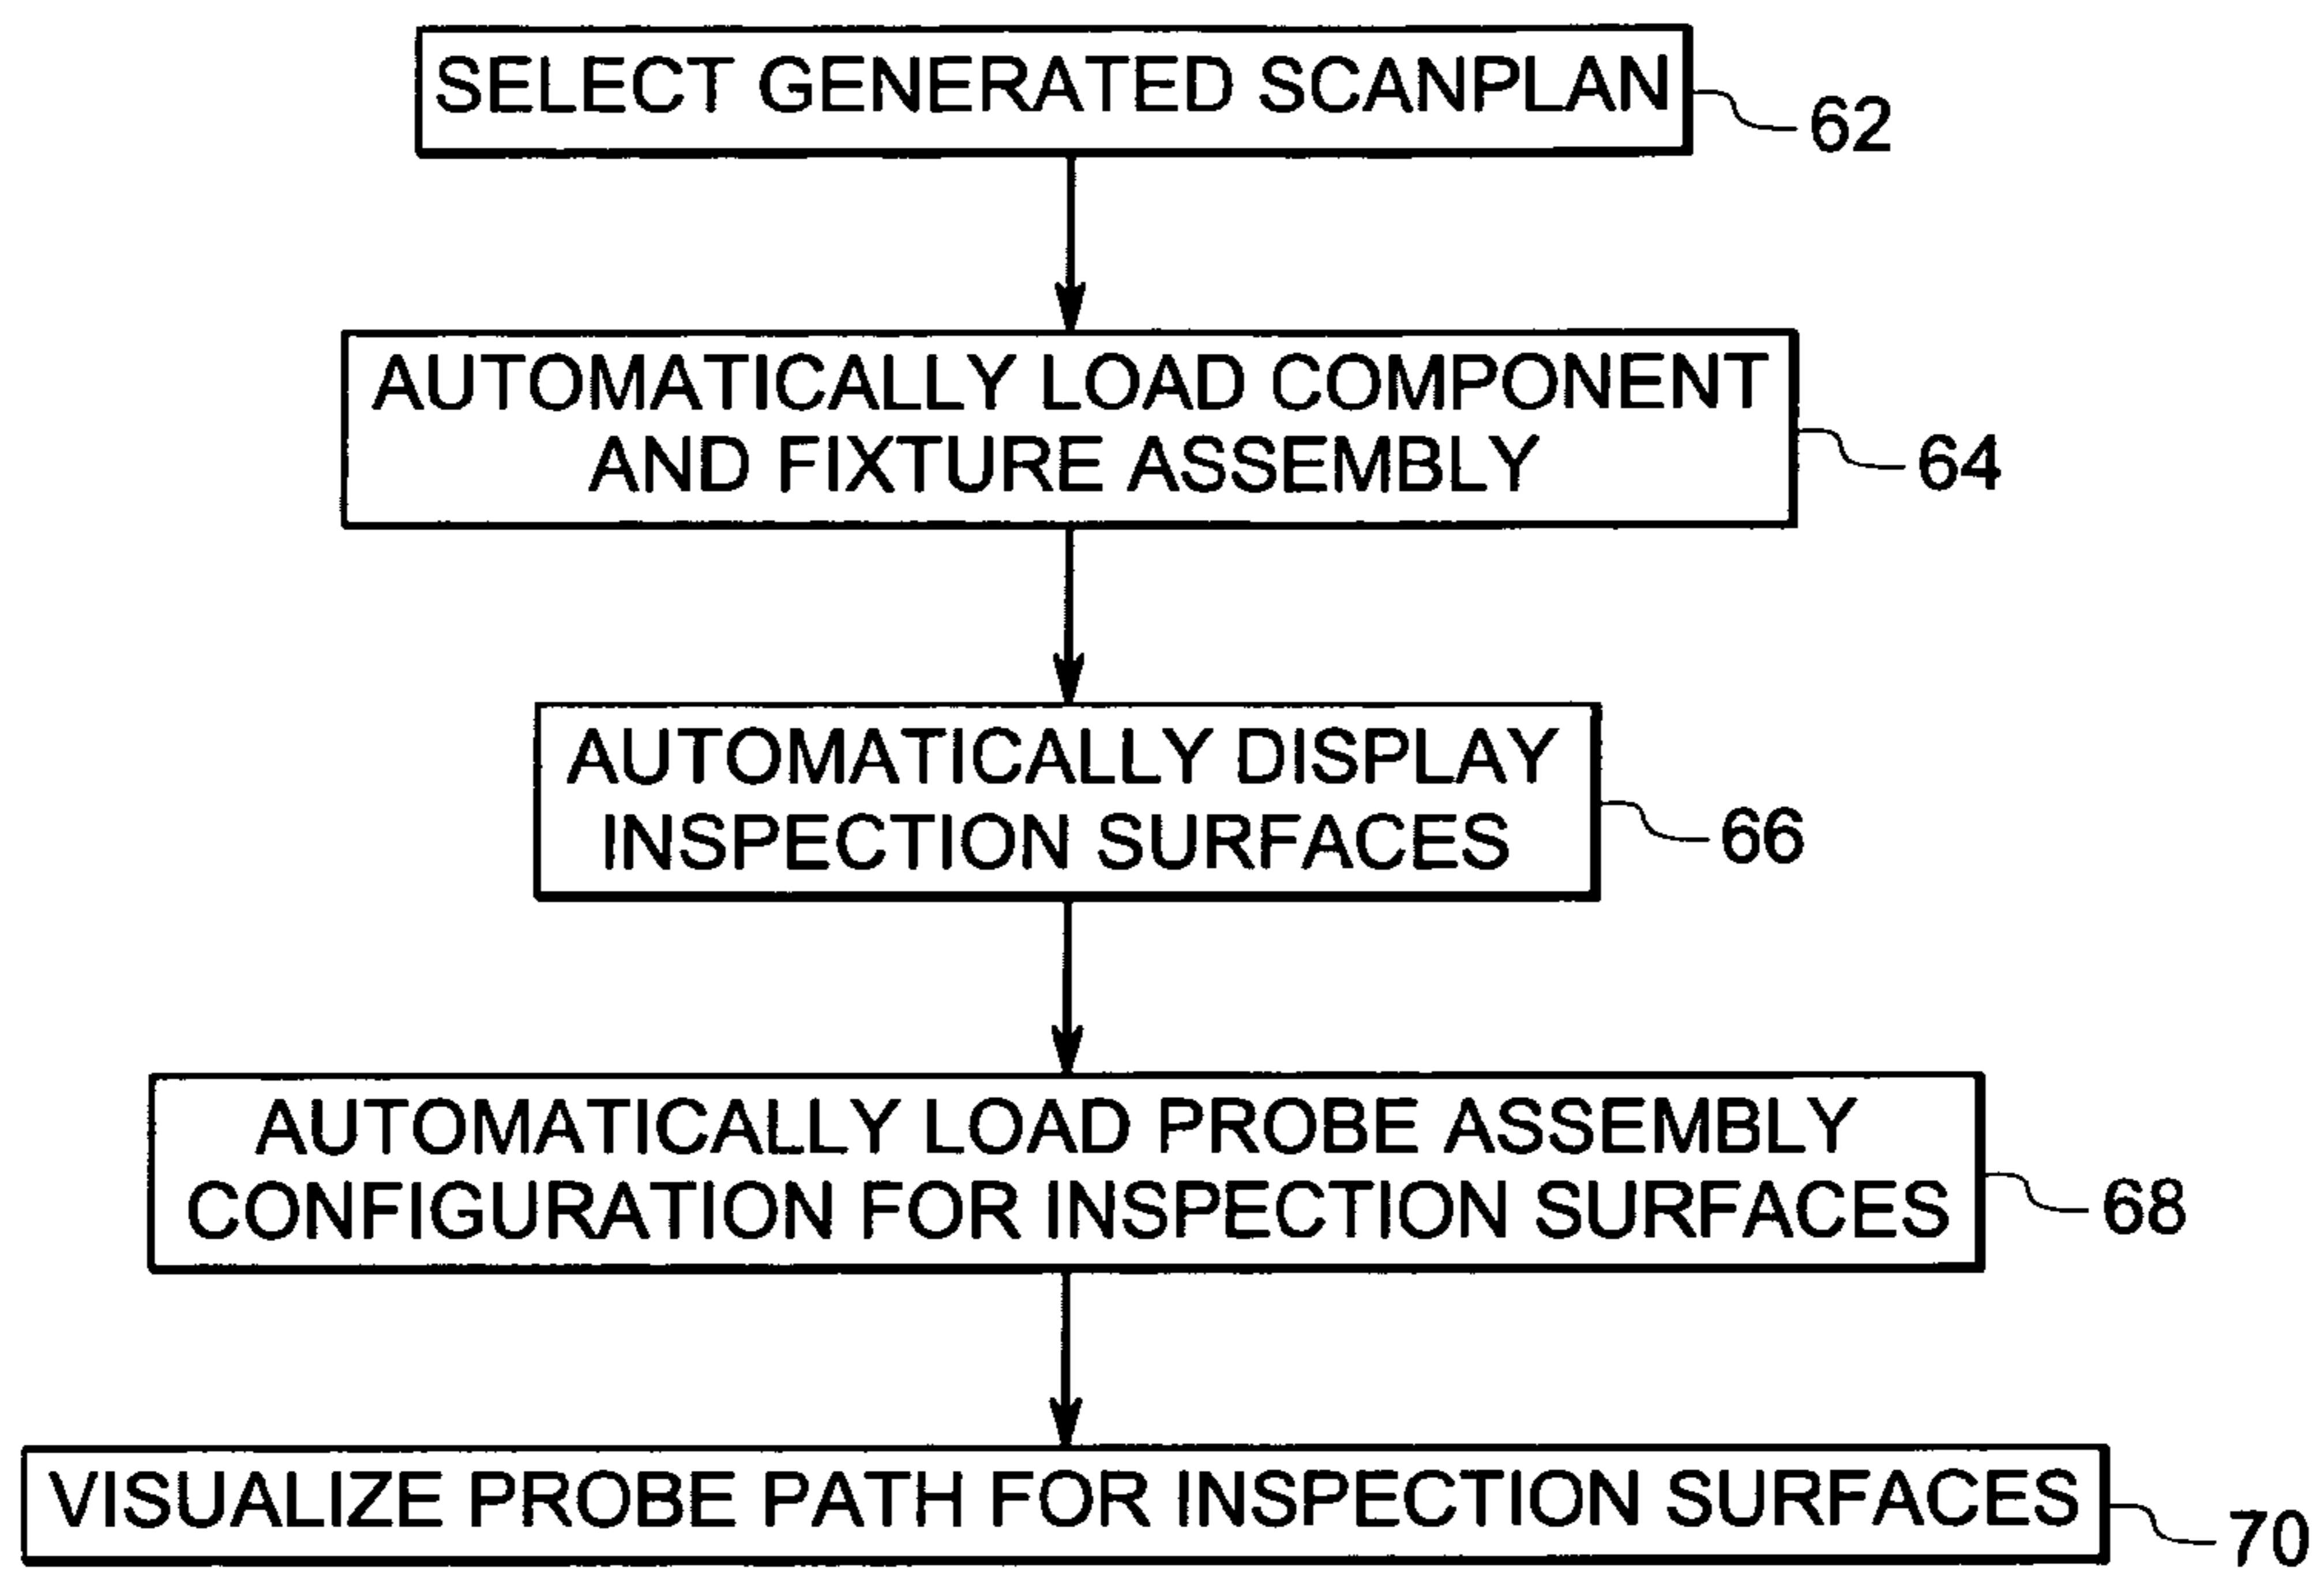 SELECT GENERATED SCANPLAN
62
AUTOMATICALLY LOAD COMPONENT
AND FIXTURE ASSEMBLY
64
AUTOMATICALLY DISPLAY
INSPECTION SURFACES
66
AUTOMATICALLY LOAD PROBE ASSEMBLY
CONFIGURATION FOR INSPECTION SURFACES
68
VISUALIZE PROBE PATH FOR INSPECTION SURFACES
70